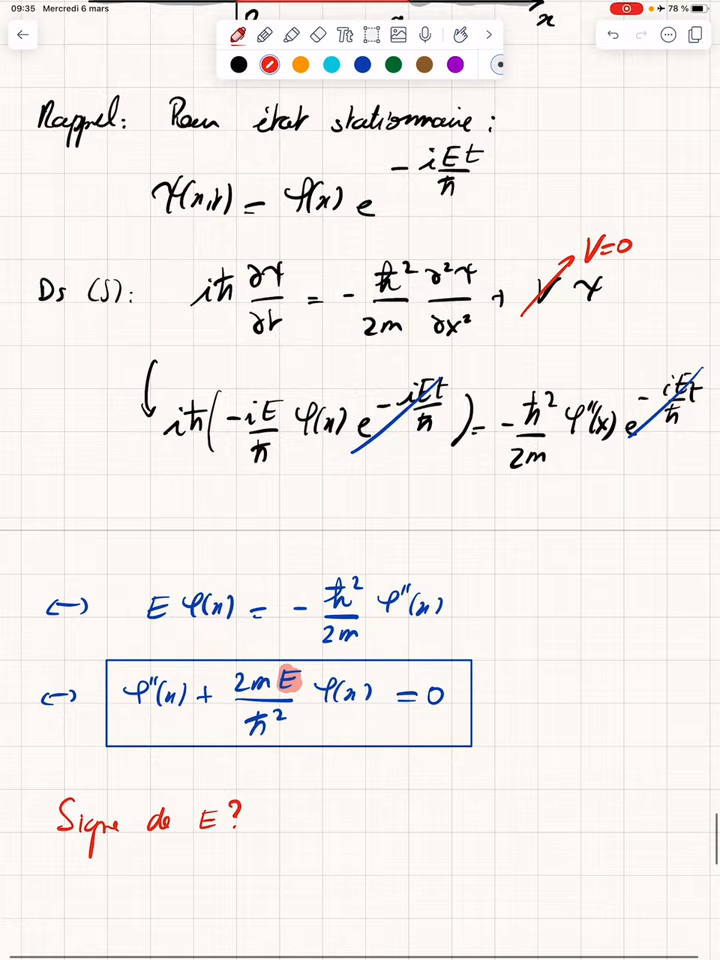 09:35 Mercredi 6 mars 78 %
x
Rappel: Pour état stationnaire :
Ψ(x,t) = φ(x) e^{-iEt/ħ}
V=0
Ds (S): iħ ∂Ψ/∂t = - ħ²/2m ∂²Ψ/∂x² + V Ψ
iħ(-iE/ħ φ(x) e^{-iEt/ħ}) = - ħ²/2m φ''(x) e^{-iEt/ħ}
↔ E φ(x) = - ħ²/2m φ''(x)
↔ φ''(x) + 2mE/ħ² φ(x) = 0
Signe de E ?